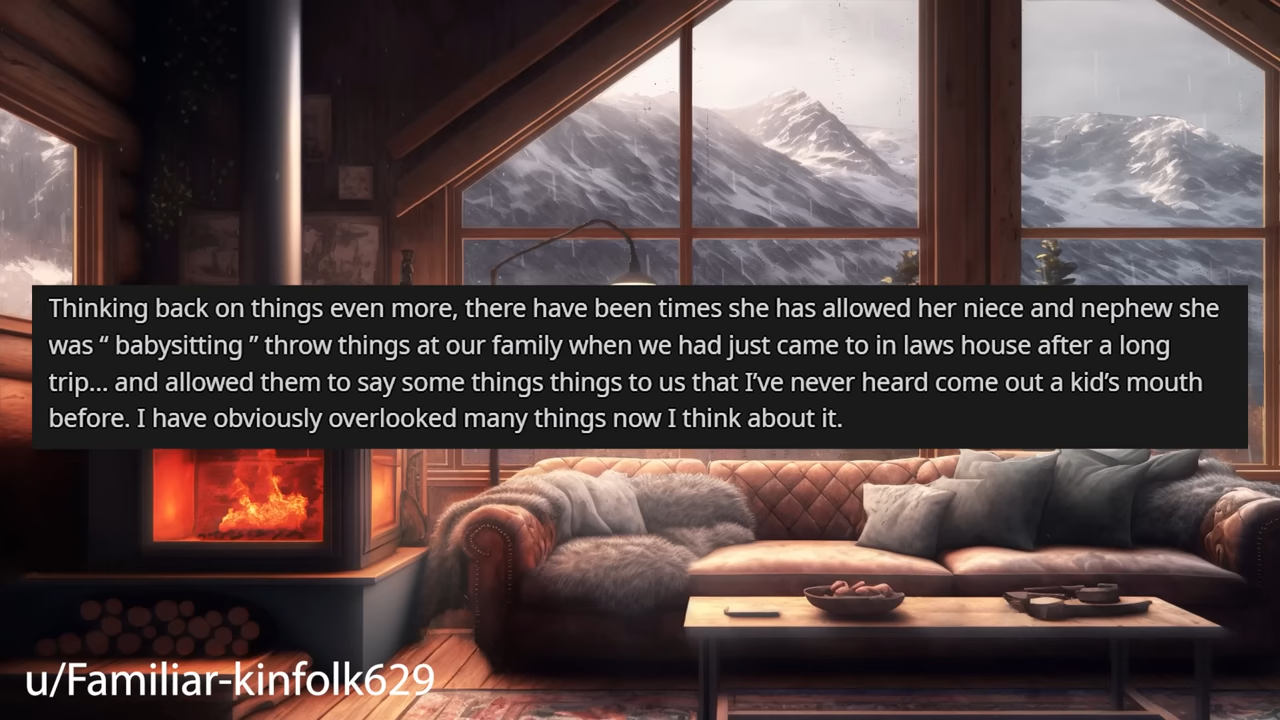 Thinking back on things even more, there have been times she has allowed her niece and nephew she
was “ babysitting ” throw things at our family when we had just came to in laws house after a long
trip... and allowed them to say some things things to us that I’ve never heard come out a kid’s mouth
before. I have obviously overlooked many things now I think about it.
u/Familiar-kinfolk629